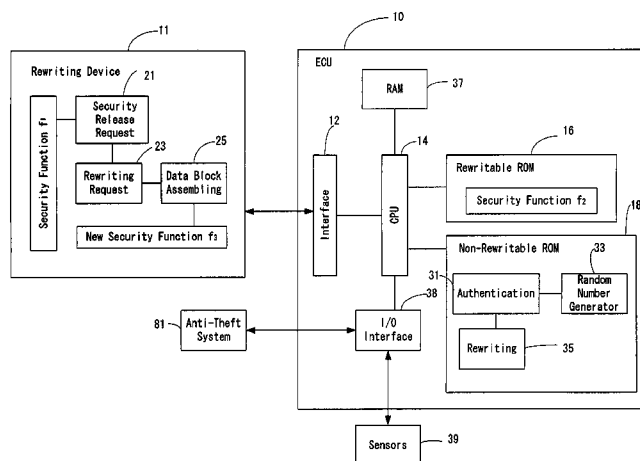 11
10
Rewriting Device
21
Security
Release
Request
Security Function f1
23
25
Rewriting
Request
Data Block
Assembling
New Security Function f3
ECU
RAM
37
12
14
16
Interface
CPU
Rewritable ROM
Security Function f2
18
Non-Rewritable ROM
31
33
Authentication
Random
Number
Generator
Rewriting
35
38
81
Anti-Theft
System
I/O
Interface
Sensors
39